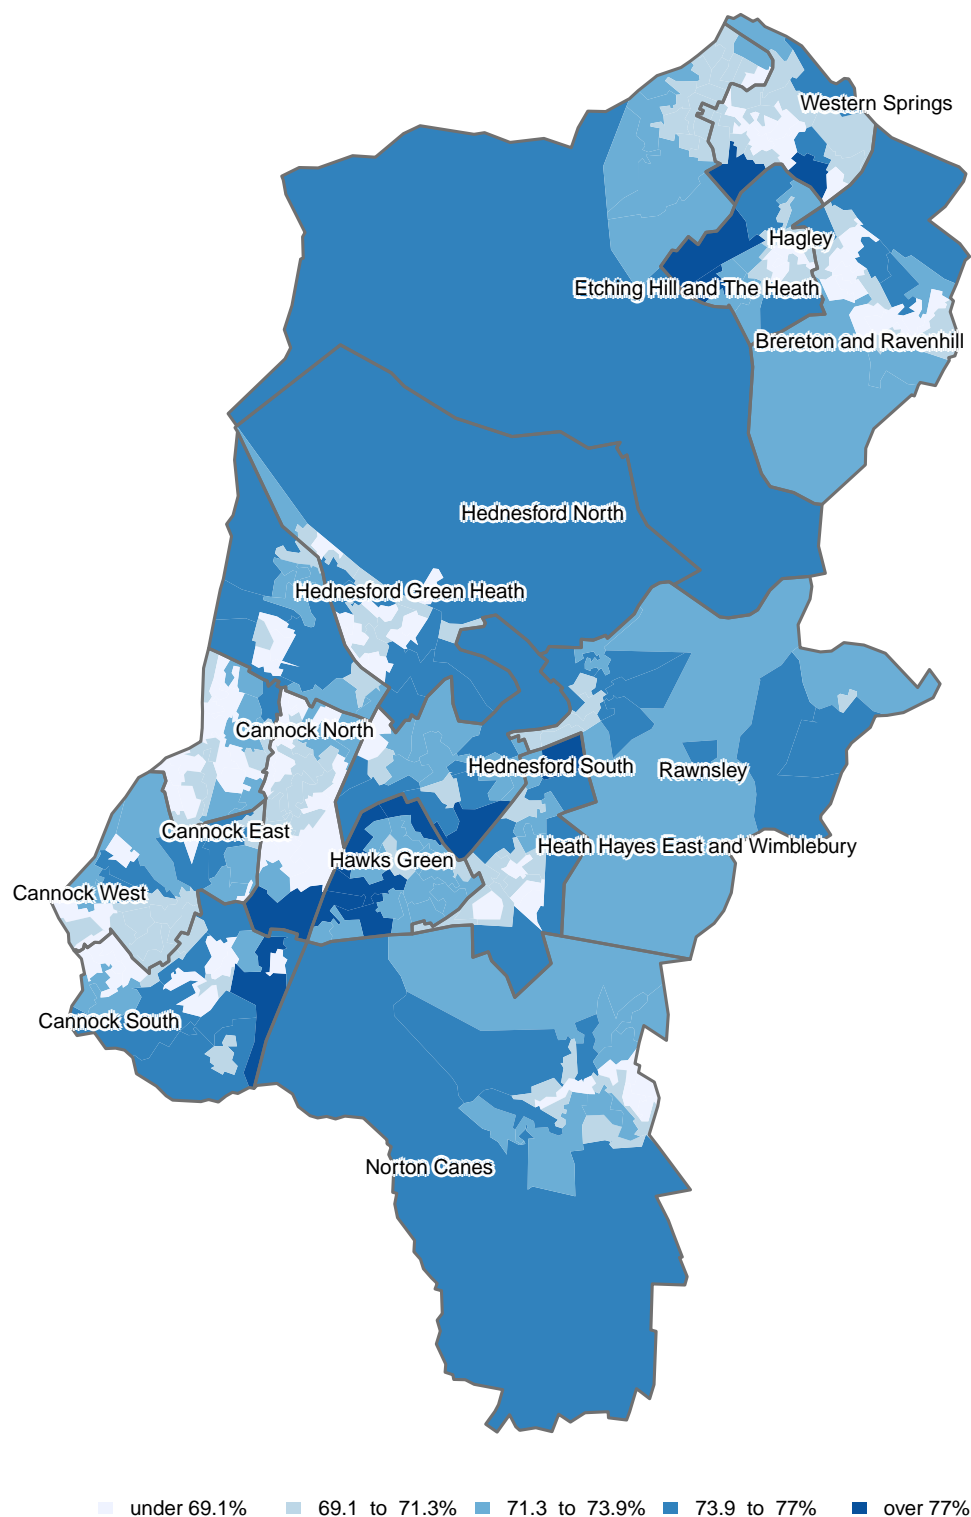 Western Springs
Hagley
Etching Hill and The Heath
Brereton and Ravenhill
Hednesford North
Hednesford Green Heath
Cannock North
Hednesford South
Rawnsley
Cannock East
Heath Hayes East and Wimblebury
Hawks Green
Cannock West
Cannock South
Norton Canes
under 69.1% 69.1 to 71.3% 71.3 to 73.9% 73.9 to 77% over 77%